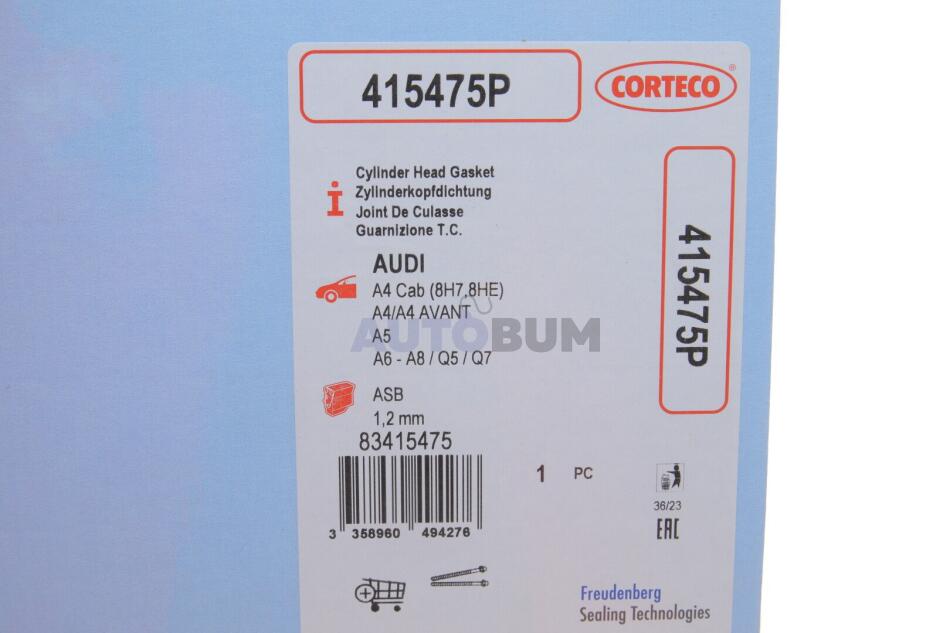 415475P
CORTECO®
Cylinder Head Gasket
Zylinderkopfdichtung
Joint De Culasse
Guarnizione T.C.
415475P
AUDI
A4 Cab (8H7,8HE)
A4/A4 AVANT
A5
AUTOBUM
A6 - A8 / Q5 / Q7
ASB
1,2 mm
83415475
1 PC
36/23
EAC
3 358960 494276
Freudenberg
Sealing Technologies